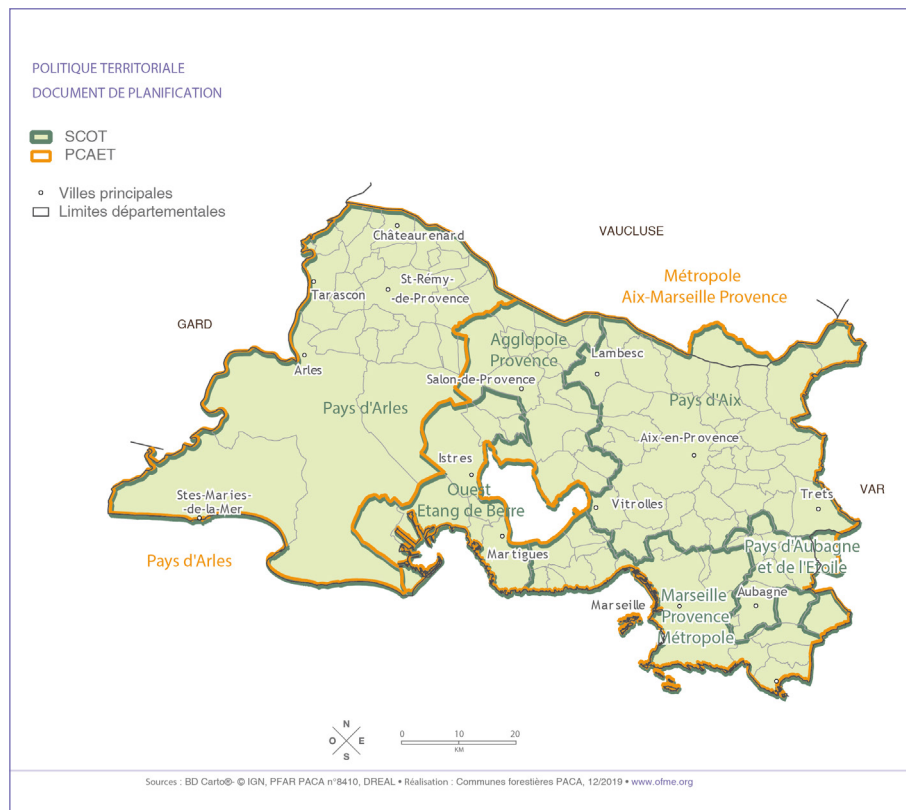 POLITIQUE TERRITORIALE
DOCUMENT DE PLANIFICATION
SCOT
PCAET
Villes principales
Limites départementales
Châteaurenard
VAUCLUSE
St-Rémy-
-de-Provence
Métropole
Aix-Marseille Provence
Tarascon
GARD
Agglopole
Provence
Lambesc
Arles
Salon-de-Provence
Pays d'Arles
Pays d'Aix
Aix-en-Provence
Istres
VAR
Stes-Maries-
-de-la-Mer
Ouest
Etang de Berre
Vitrolles
Trets
Pays d'Arles
Martigues
Pays d'Aubagne
et de l'Etoile
Marseille
Marseille
Provence
Métropole
Aubagne
N
O E
S
0 10 20
KM
Sources : BD Carto®- © IGN, PFAR PACA n°8410, DREAL • Réalisation : Communes forestières PACA, 12/2019 • www.ofme.org